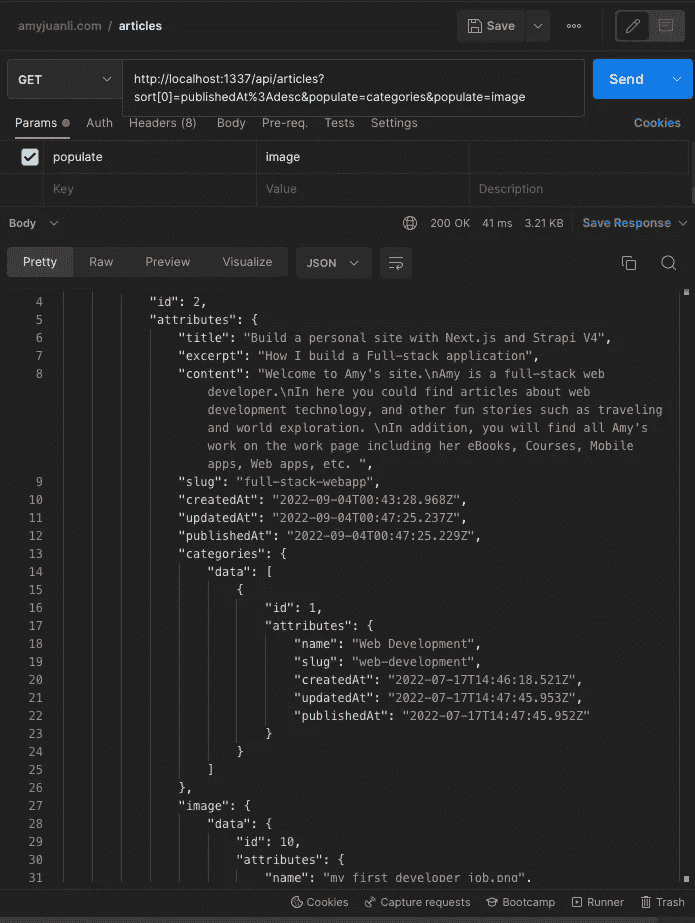 amyjuanli.com / articles
Save
GET
http://localhost:1337/api/articles?
sort[0]=publishedAt%3Adesc&populate=categories&populate=image
Send
Params Auth Headers (8) Body Pre-req. Tests Settings Cookies
populate image
Key Value Description
Body 200 OK 41 ms 3.21 KB Save Response
Pretty Raw Preview Visualize JSON
4 "id": 2,
5 "attributes": {
6 "title": "Build a personal site with Next.js and Strapi V4",
7 "excerpt": "How I build a Full-stack application",
8 "content": "Welcome to Amy's site.\nAmy is a full-stack web
developer.\nIn here you could find articles about web
development technology, and other fun stories such as traveling
and world exploration. \nIn addition, you will find all Amy's
work on the work page including her eBooks, Courses, Mobile
apps, Web apps, etc. ",
9 "slug": "full-stack-webapp",
10 "createdAt": "2022-09-04T00:43:28.968Z",
11 "updatedAt": "2022-09-04T00:47:25.237Z",
12 "publishedAt": "2022-09-04T00:47:25.229Z",
13 "categories": {
14 "data": [
15 {
16 "id": 1,
17 "attributes": {
18 "name": "Web Development",
19 "slug": "web-development",
20 "createdAt": "2022-07-17T14:46:18.521Z",
21 "updatedAt": "2022-07-17T14:47:45.953Z",
22 "publishedAt": "2022-07-17T14:47:45.952Z"
23 }
24 }
25 ]
26 },
27 "image": {
28 "data": {
29 "id": 10,
30 "attributes": {
31 "name": "my first developer job.png",
Cookies Capture requests Bootcamp Runner Trash